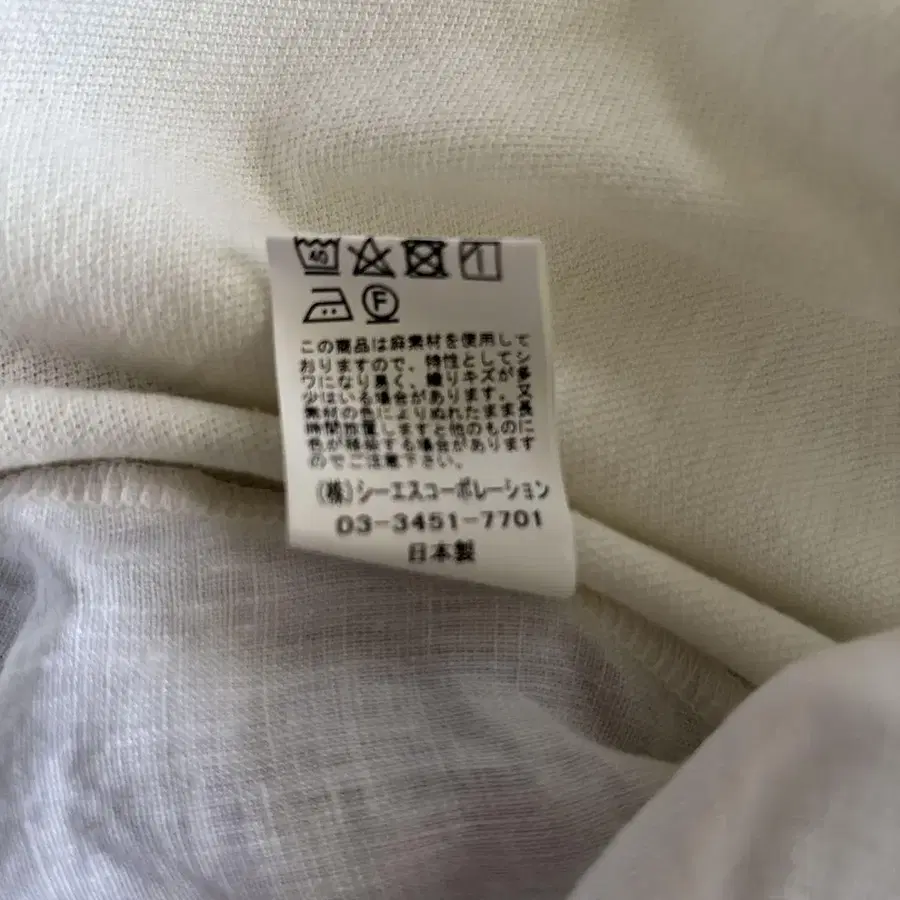 40
F
この商品は麻素材を使用して
おりますので、特性としてシ
ワになり易く、織りキズが多
少はいる場合があります。又
素材の色によりぬれたまま長
時間放置しますと他のものに
色が移染する場合があります
のでご注意下さい。
(株)シーエスコーポレーション
03-3451-7701
日本製